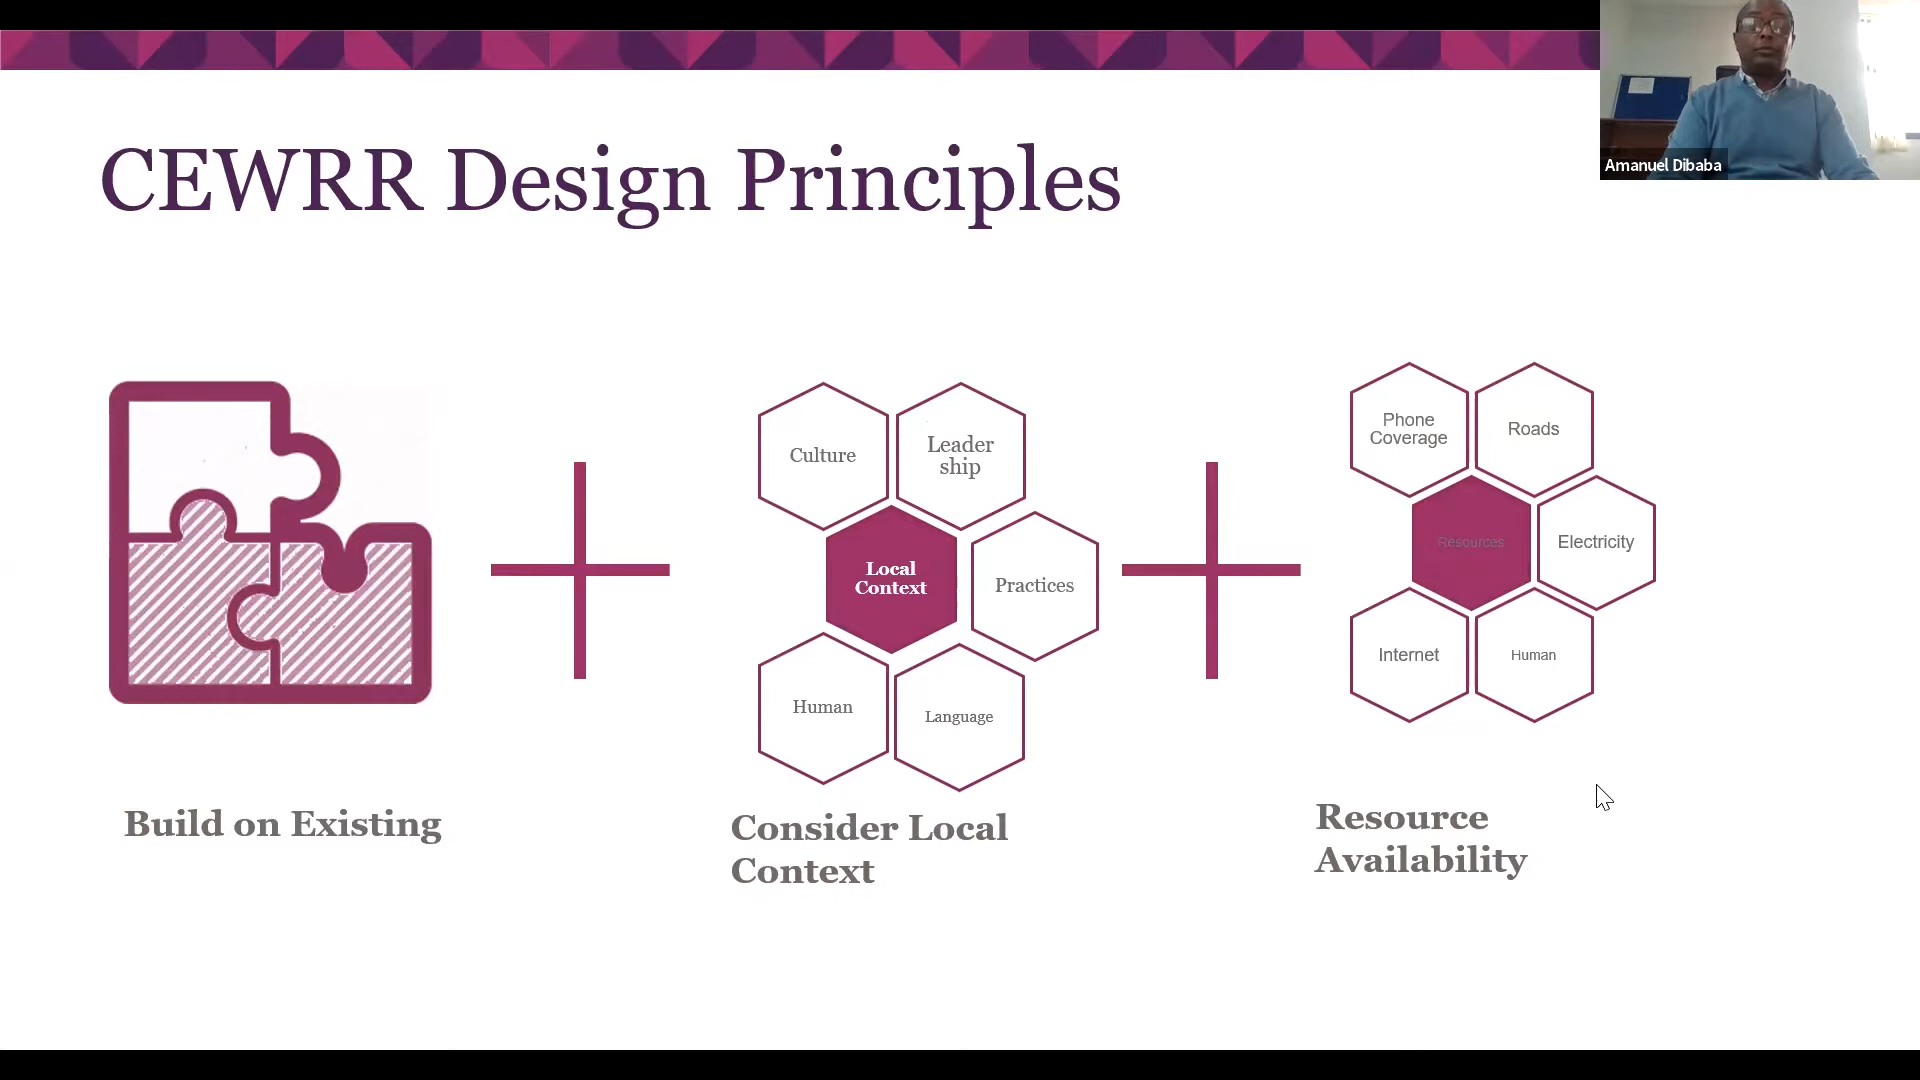 Amanuel Dibaba
CEWRR Design Principles
Culture
Leader
ship
Local
Context
Practices
Human
Language
Phone
Coverage
Roads
Resources
Electricity
Internet
Human
Build on Existing
Consider Local
Context
Resource
Availability